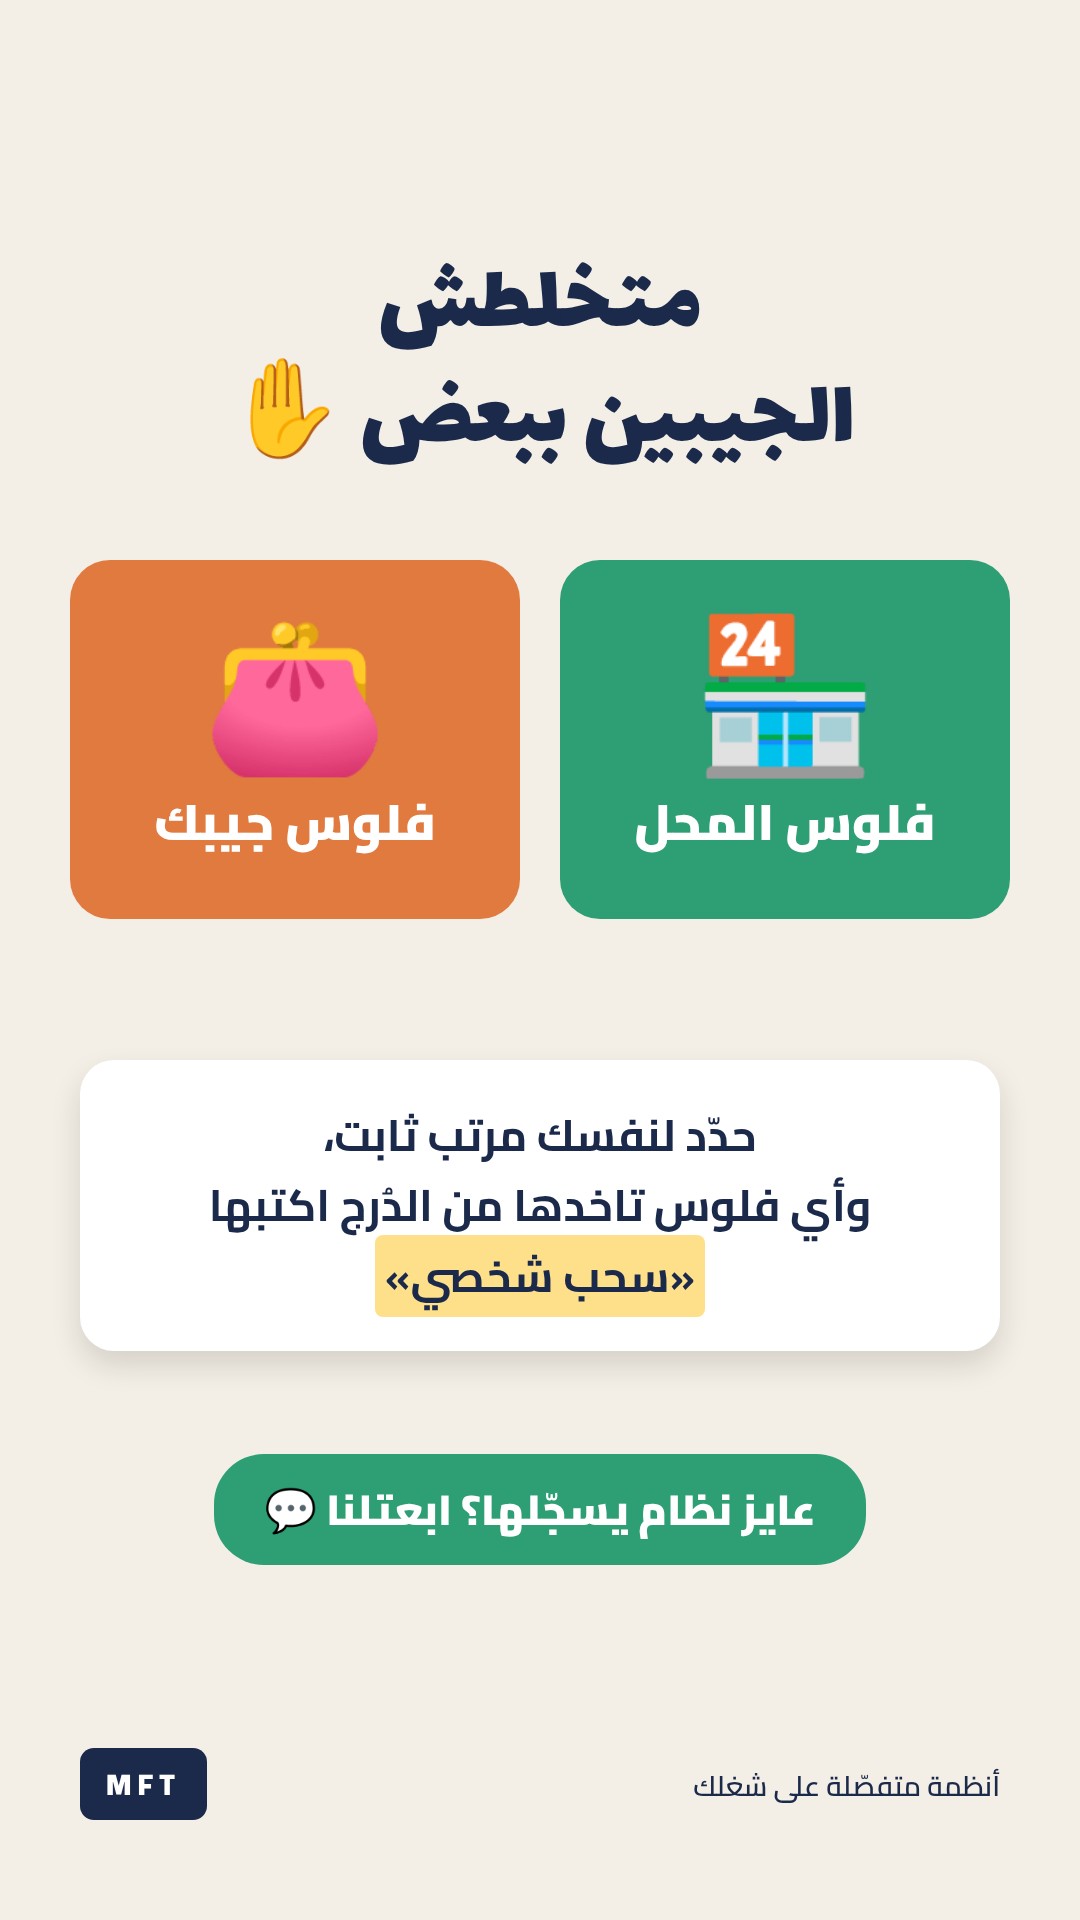 متخلطش
الجيبين ببعض ✋
24
فلوس المحل
فلوس جيبك
حدّد لنفسك مرتب ثابت،
وأي فلوس تاخدها من الدُرج اكتبها
«سحب شخصي»
عايز نظام يسجّلها؟ ابعتلنا 💬
أنظمة متفصّلة على شغلك
MFT